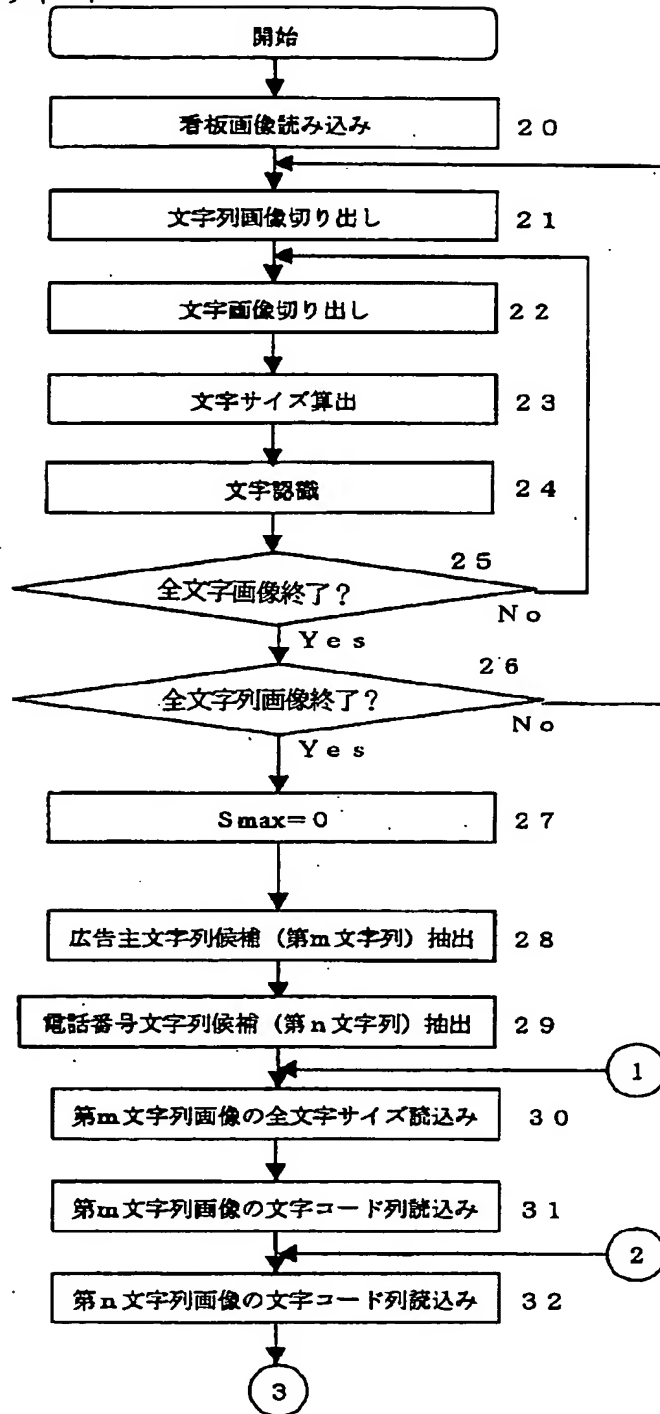 開始
看板画像読み込み 20
文字列画像切り出し 21
文字画像切り出し 22
文字サイズ算出 23
文字認識 24
25
全文字画像終了?
No
Yes
26
全文字列画像終了?
No
Yes
Smax=0 27
広告主文字列候補(第m文字列)抽出 28
電話番号文字列候補(第n文字列)抽出 29
1
第m文字列画像の全文字サイズ読込み 30
第m文字列画像の文字コード列読込み 31
2
第n文字列画像の文字コード列読込み 32
3